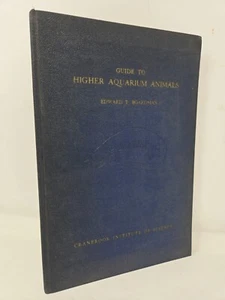 GUIDE TO
HIGHER AQUARIUM ANIMALS
EDWARD T. BOARDMAN
CRANBROOK INSTITUTE OF SCIENCE